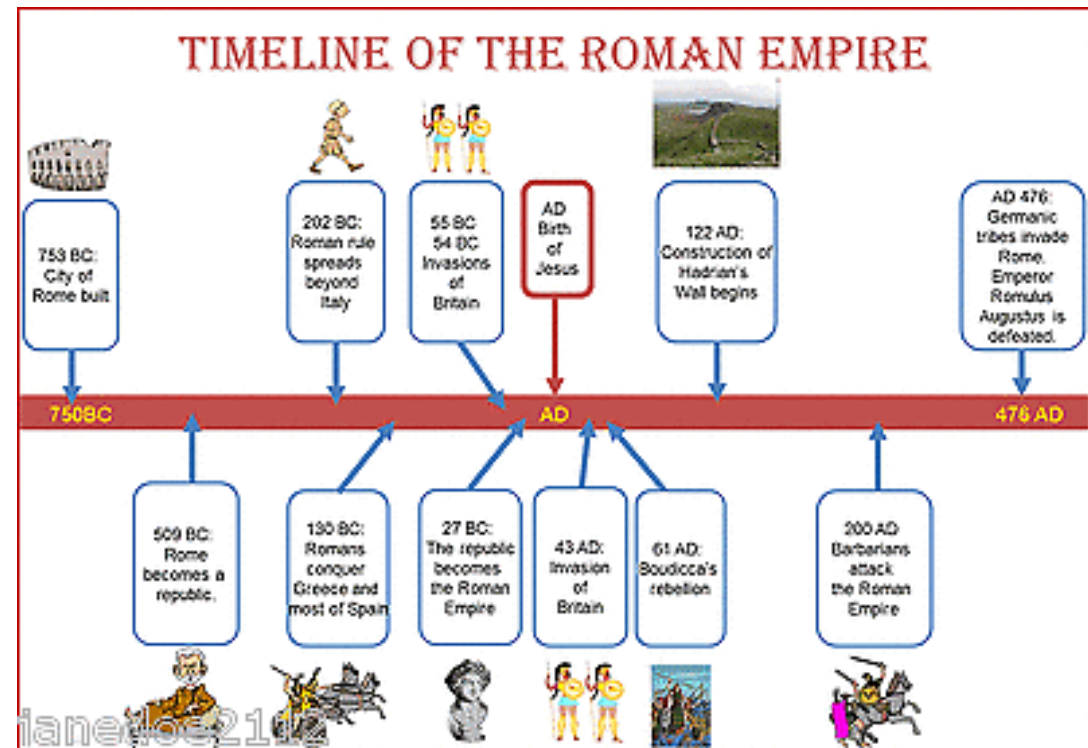 TIMELINE OF THE ROMAN EMPIRE
753 BC:
City of
Rome built
202 BC:
Roman rule
spreads
beyond
Italy
55 BC
54 BC
Invasions
of
Britain
AD
Birth
of
Jesus
122 AD:
Construction of
Hadrian's
Wall begins
AD 476:
Germanic
tribes invade
Rome.
Emperor
Romulus
Augustus is
defeated.
750BC
AD
476 AD
509 BC:
Rome
becomes a
republic.
130 BC:
Romans
conquer
Greece and
most of Spain
27 BC:
The republic
becomes
the Roman
Empire
43 AD:
Invasion
of
Britain
61 AD:
Boudicca's
rebellion
200 AD
Barbarians
attack
the Roman
Empire
janedoe2112